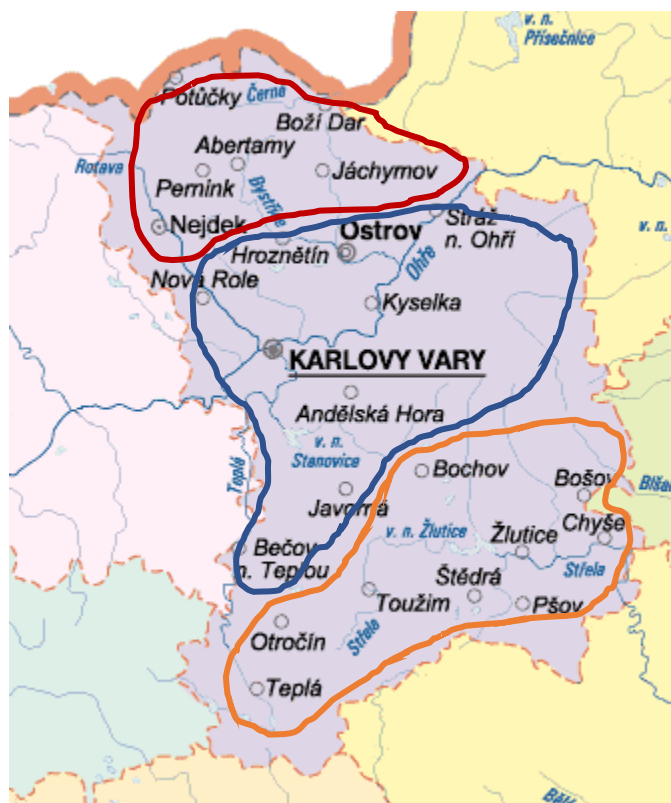 v. n.
Přísečnice
Potůčky
Černá
Boží Dar
Abertamy
Rotava
Pernink
Bystřice
Jáchymov
Nejdek
Ostrov
Stráž
n. Ohří
Hroznětín
Ohře
Nová Role
Kyselka
KARLOVY VARY
Andělská Hora
v. n.
Stanovice
Teplá
Bochov
Bošov
Javorná
Chyše
v. n. Žlutice
Žlutice
Bečov
n. Teplou
Štědrá
Střela
Toužim
Pšov
Otročín
Střela
Teplá